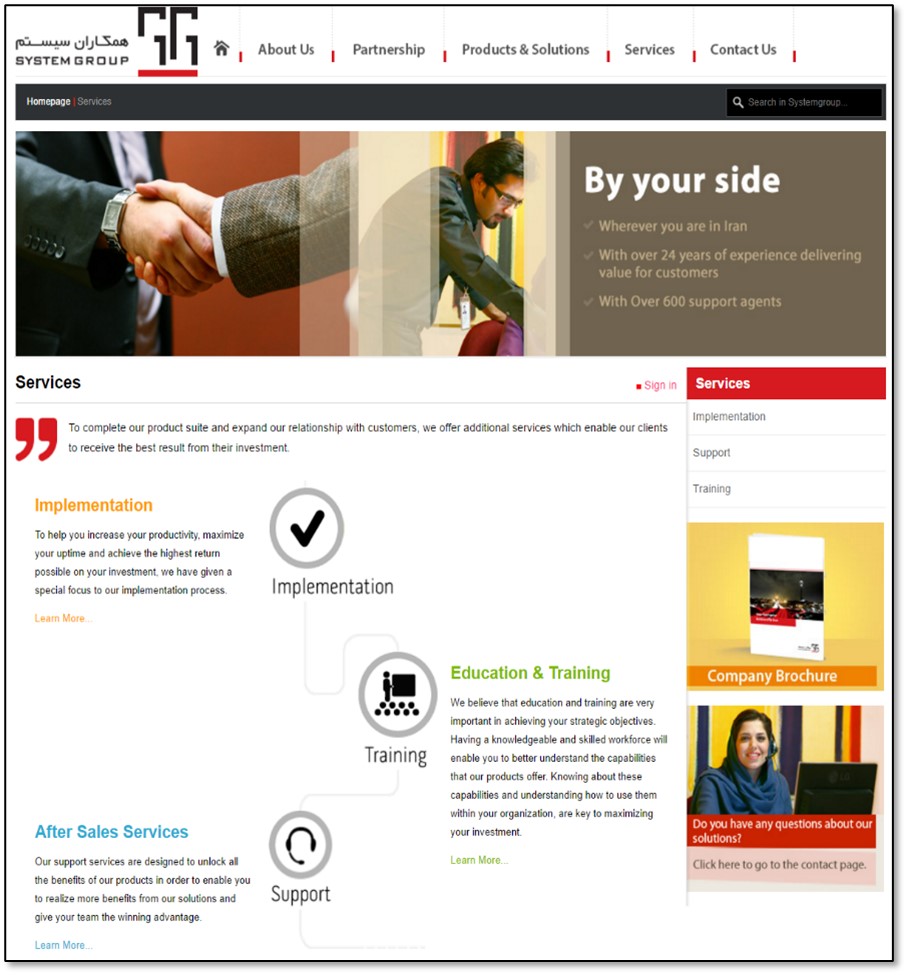 همکاران سیستم
SYSTEM GROUP
About Us
Partnership
Products & Solutions
Services
Contact Us
Homepage | Services
Search in Systemgroup...
By your side
Wherever you are in Iran
With over 24 years of experience delivering
value for customers
With Over 600 support agents
Services
Sign in
To complete our product suite and expand our relationship with customers, we offer additional services which enable our clients
to receive the best result from their investment.
Implementation
To help you increase your productivity, maximize
your uptime and achieve the highest return
possible on your investment, we have given a
special focus to our implementation process.
Learn More...
Implementation
Training
Education & Training
We believe that education and training are very
important in achieving your strategic objectives.
Having a knowledgeable and skilled workforce will
enable you to better understand the capabilities
that our products offer. Knowing about these
capabilities and understanding how to use them
within your organization, are key to maximizing
your investment.
Learn More...
After Sales Services
Our support services are designed to unlock all
the benefits of our products in order to enable you
to realize more benefits from our solutions and
give your team the winning advantage.
Learn More...
Support
Services
Implementation
Support
Training
Company Brochure
LG
Do you have any questions about our
solutions?
Click here to go to the contact page.